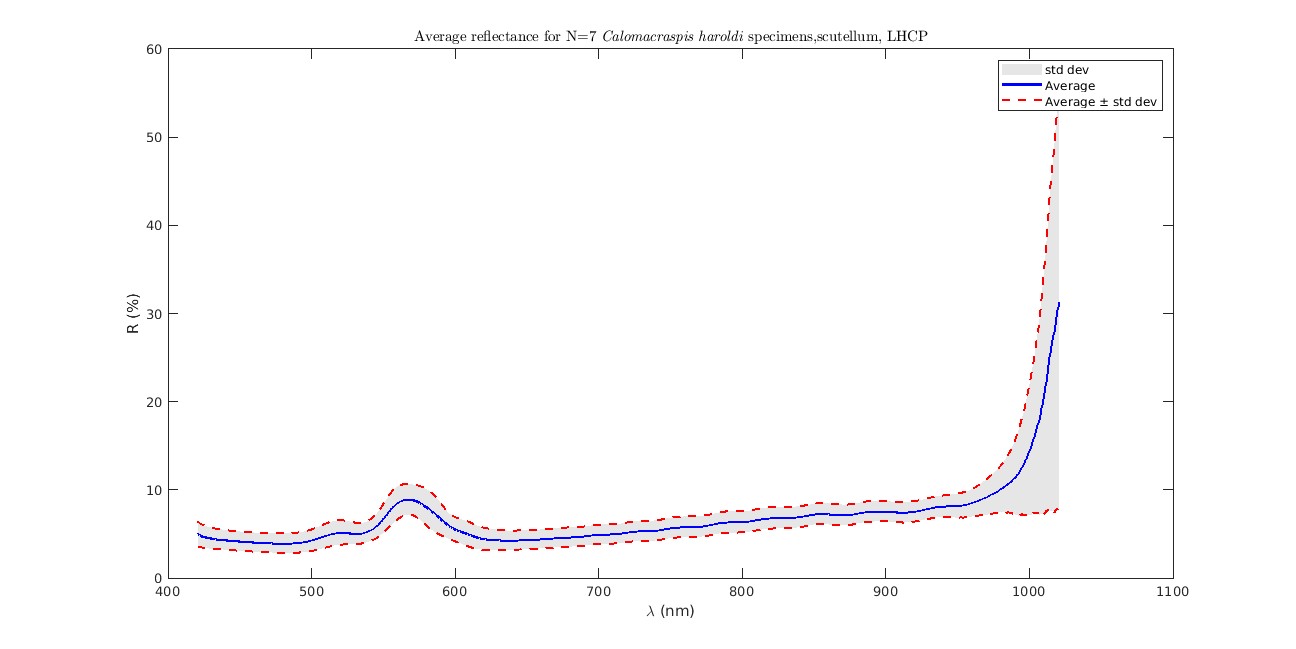 Average reflectance for N=7 Calomacraspis haroldi specimens,scutellum, LHCP
std dev
Average
Average ± std dev
R (%)
60
50
40
30
20
10
0
400 500 600 700 800 900 1000 1100
λ (nm)